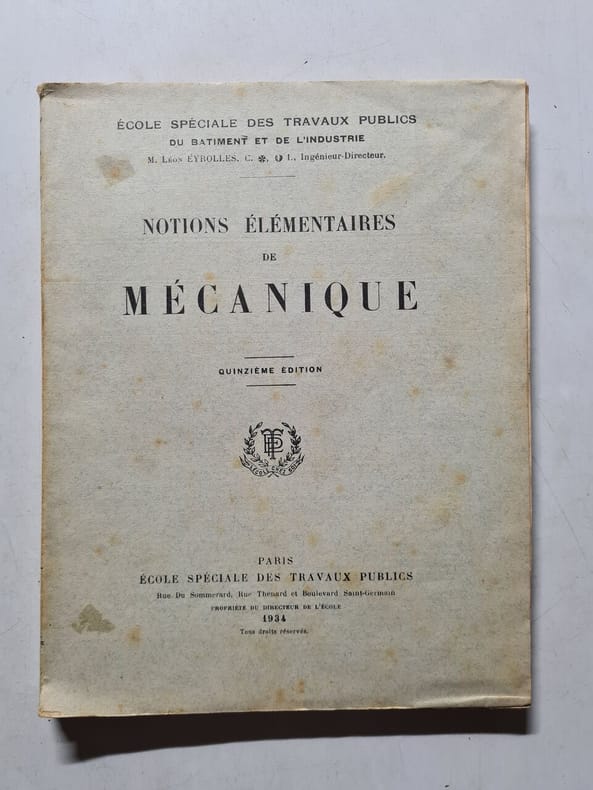 ÉCOLE SPÉCIALE DES TRAVAUX PUBLICS
DU BATIMENT ET DE L'INDUSTRIE
M. Léon EYROLLES, C. ✻, I., Ingénieur-Directeur.
NOTIONS ÉLÉMENTAIRES
DE
MÉCANIQUE
QUINZIÈME ÉDITION
PARIS
ÉCOLE SPÉCIALE DES TRAVAUX PUBLICS
Rue Du Sommerard, Rue Thénard et Boulevard Saint-Germain
PROPRIÉTÉ DU DIRECTEUR DE L'ÉCOLE
1934
Tous droits réservés.